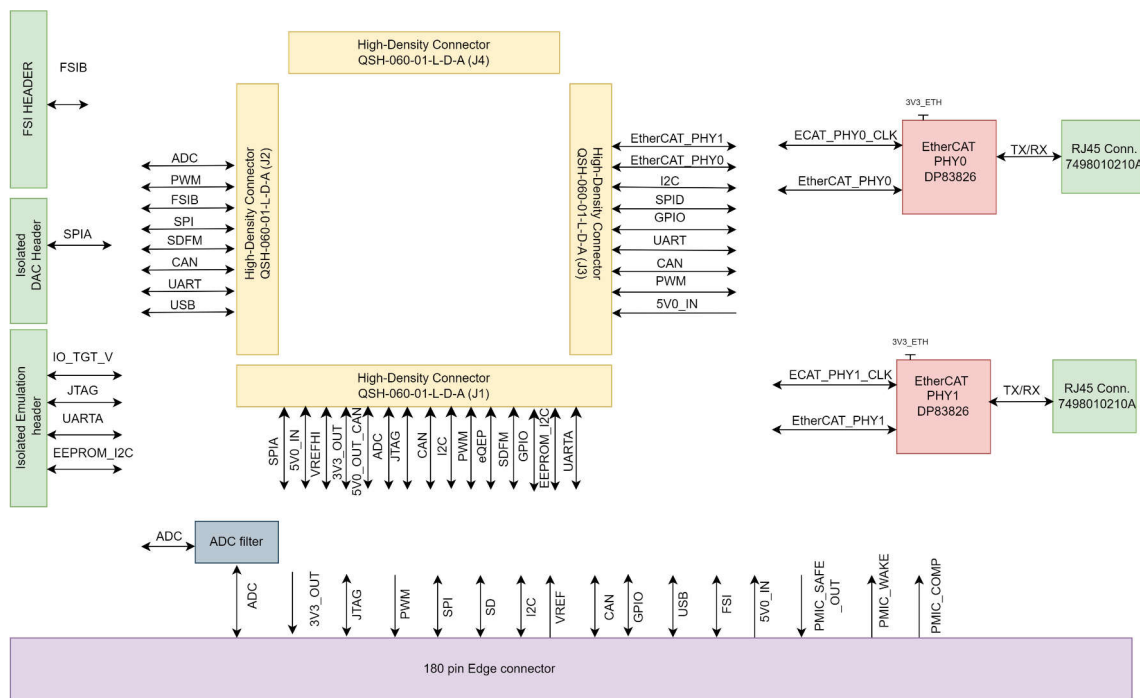 High-Density Connector
QSH-060-01-L-D-A (J4)
FSI HEADER
FSIB
High-Density Connector
QSH-060-01-L-D-A (J2)
ADC
PWM
FSIB
SPI
SDFM
CAN
UART
USB
High-Density Connector
QSH-060-01-L-D-A (J3)
EtherCAT_PHY1
EtherCAT_PHY0
I2C
SPID
GPIO
UART
CAN
PWM
5V0_IN
3V3_ETH
ECAT_PHY0_CLK
EtherCAT_PHY0
EtherCAT
PHY0
DP83826
TX/RX
RJ45 Conn.
7498010210A
Isolated
DAC Header
SPIA
Isolated Emulation
header
IO_TGT_V
JTAG
UARTA
EEPROM_I2C
High-Density Connector
QSH-060-01-L-D-A (J1)
SPIA
5V0_IN
VREFHI
3V3_OUT
5V0_OUT_CAN
ADC
JTAG
CAN
I2C
PWM
eQEP
SDFM
GPIO
EEPROM_I2C
UARTA
3V3_ETH
ECAT_PHY1_CLK
EtherCAT_PHY1
EtherCAT
PHY1
DP83826
TX/RX
RJ45 Conn.
7498010210A
ADC
ADC filter
ADC
3V3_OUT
JTAG
PWM
SPI
SD
I2C
VREF
CAN
GPIO
USB
FSI
5V0_IN
PMIC_SAFE
_OUT
PMIC_WAKE
PMIC_COMP
180 pin Edge connector